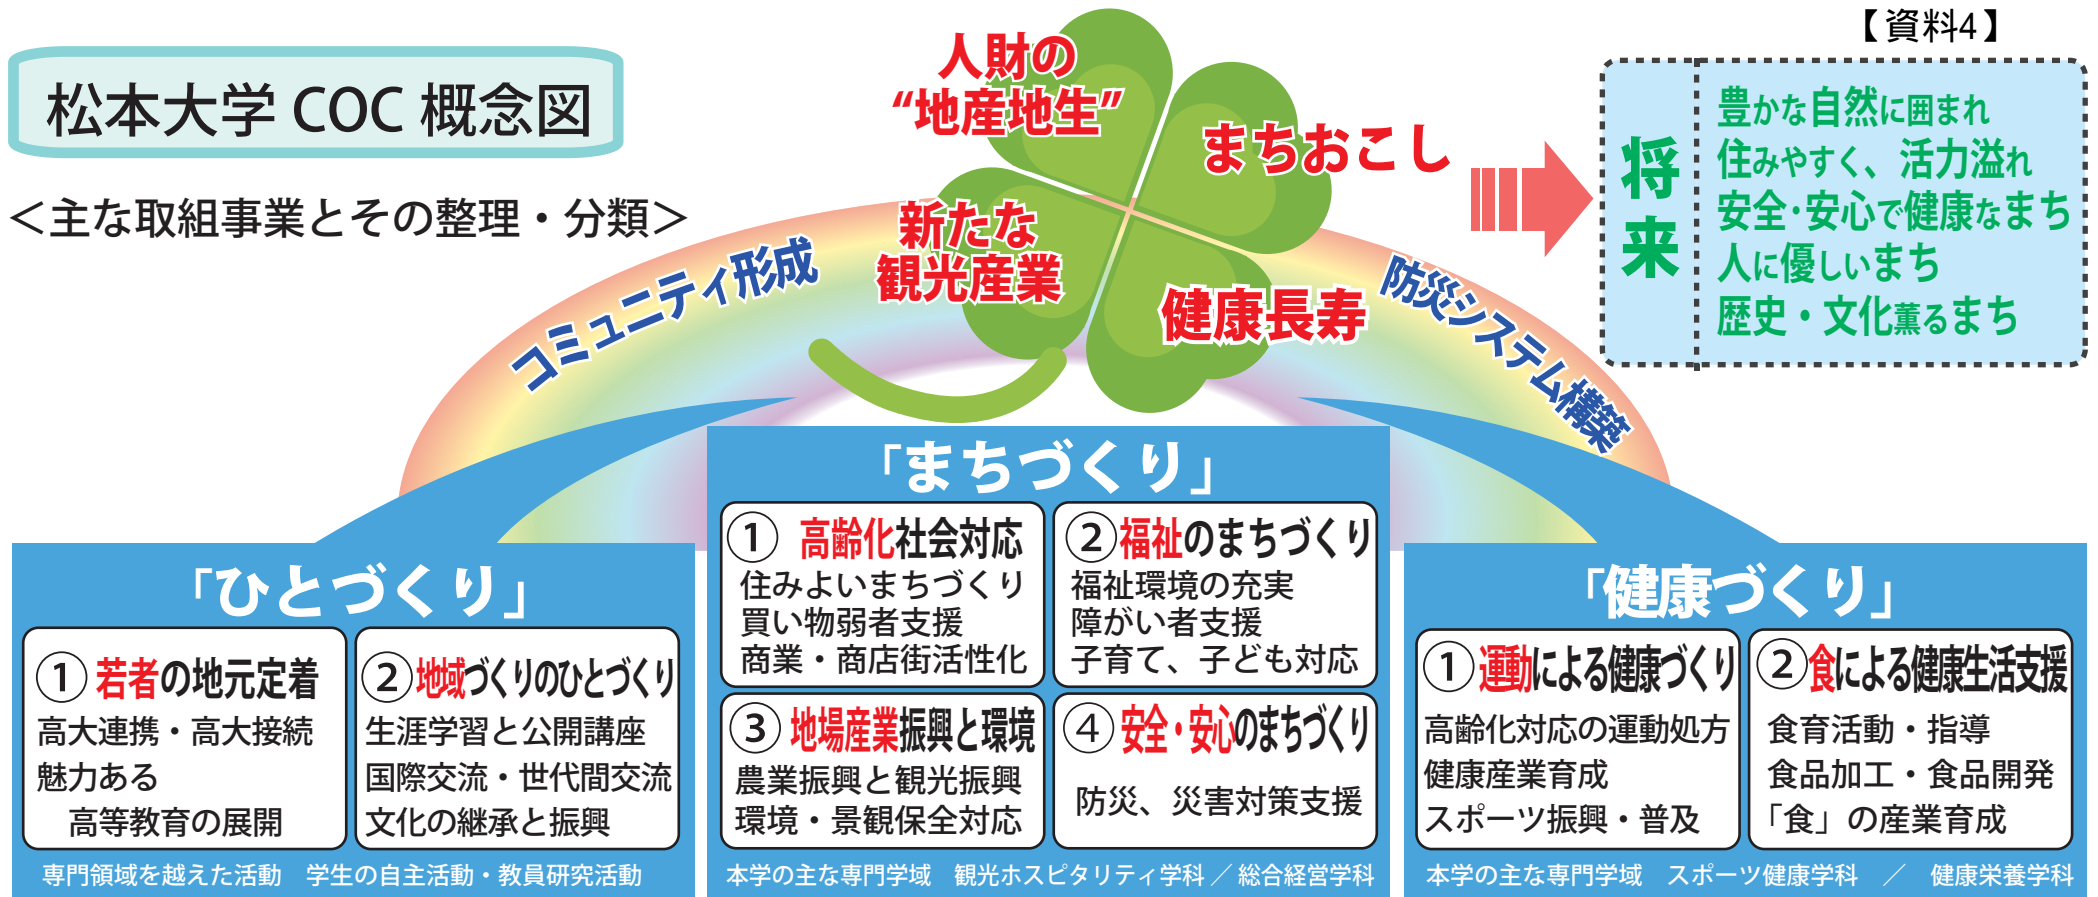 【資料4】
松本大学 COC 概念図
＜主な取組事業とその整理・分類＞
人財の
“地産地生”
まちおこし
新たな
観光産業
健康長寿
コミュニティ形成
防災システム構築
将来
豊かな自然に囲まれ
住みやすく、活力溢れ
安全・安心で健康なまち
人に優しいまち
歴史・文化薫るまち
「ひとづくり」
① 若者の地元定着
高大連携・高大接続
魅力ある
高等教育の展開
② 地域づくりのひとづくり
生涯学習と公開講座
国際交流・世代間交流
文化の継承と振興
専門領域を越えた活動　学生の自主活動・教員研究活動
「まちづくり」
① 高齢化社会対応
住みよいまちづくり
買い物弱者支援
商業・商店街活性化
② 福祉のまちづくり
福祉環境の充実
障がい者支援
子育て、子ども対応
③ 地場産業振興と環境
農業振興と観光振興
環境・景観保全対応
④ 安全・安心のまちづくり
防災、災害対策支援
本学の主な専門学域　観光ホスピタリティ学科／総合経営学科
「健康づくり」
① 運動による健康づくり
高齢化対応の運動処方
健康産業育成
スポーツ振興・普及
② 食による健康生活支援
食育活動・指導
食品加工・食品開発
「食」の産業育成
本学の主な専門学域　スポーツ健康学科　／　健康栄養学科